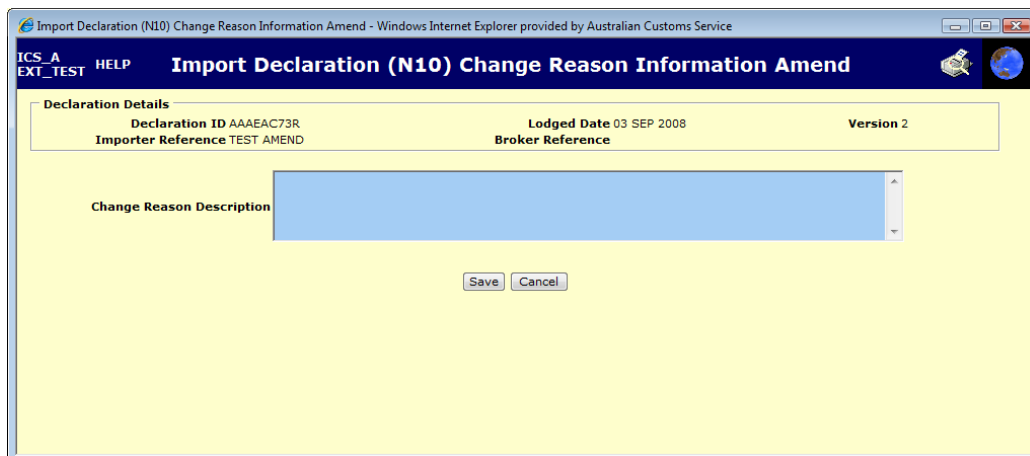 Import Declaration (N10) Change Reason Information Amend - Windows Internet Explorer provided by Australian Customs Service
ICS_A
EXT_TEST HELP Import Declaration (N10) Change Reason Information Amend
Declaration Details
Declaration ID AAAEAC73R Lodged Date 03 SEP 2008 Version 2
Importer Reference TEST AMEND Broker Reference
Change Reason Description
Save Cancel